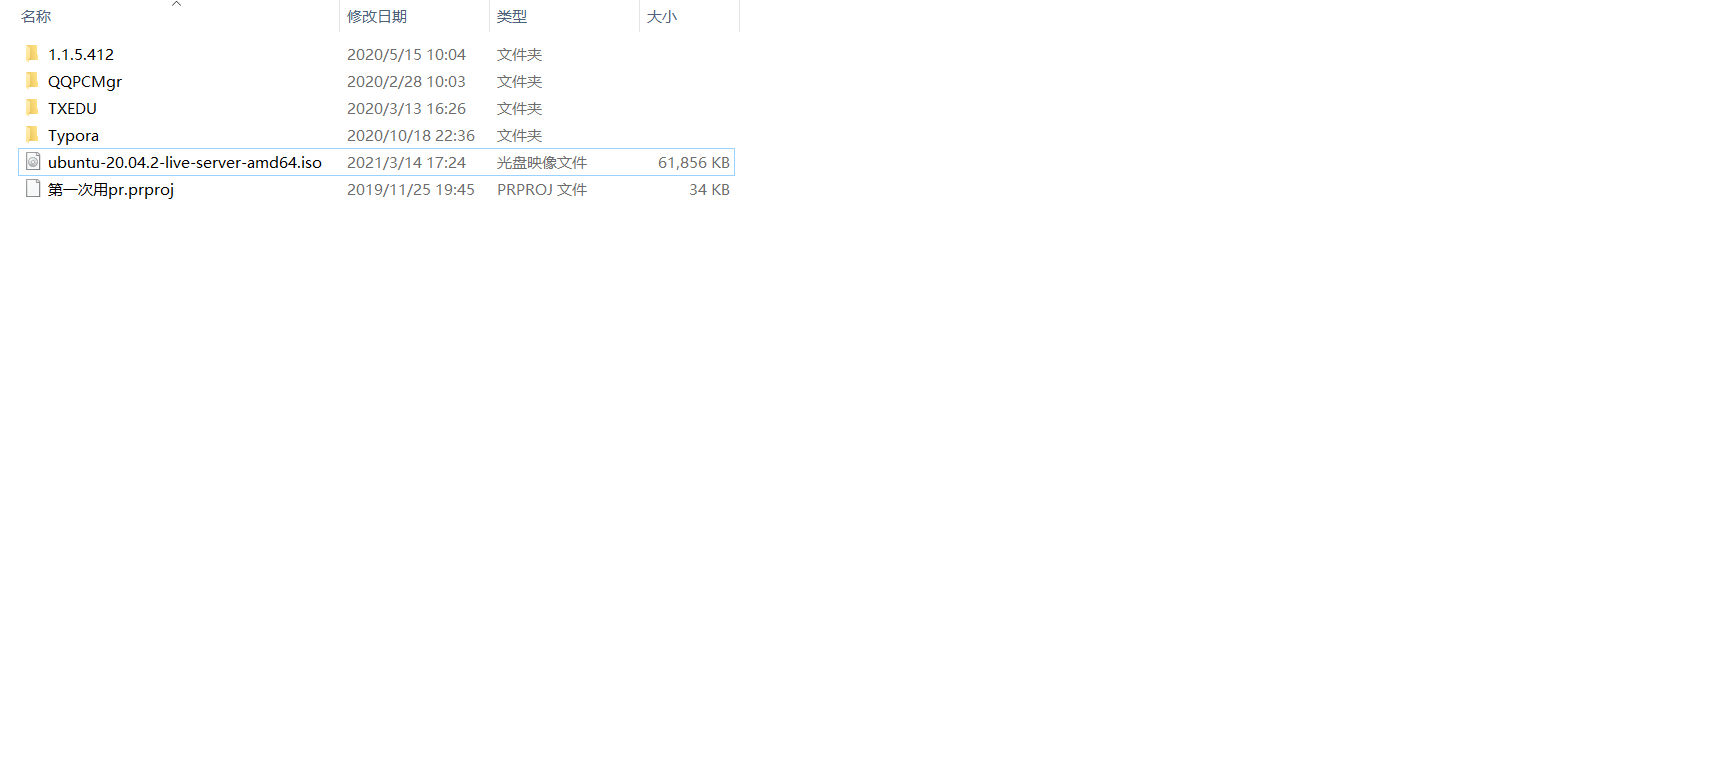 名称 修改日期 类型 大小
1.1.5.412 2020/5/15 10:04 文件夹
QQPCMgr 2020/2/28 10:03 文件夹
TXEDU 2020/3/13 16:26 文件夹
Typora 2020/10/18 22:36 文件夹
ubuntu-20.04.2-live-server-amd64.iso 2021/3/14 17:24 光盘映像文件 61,856 KB
第一次用pr.prproj 2019/11/25 19:45 PRPROJ 文件 34 KB